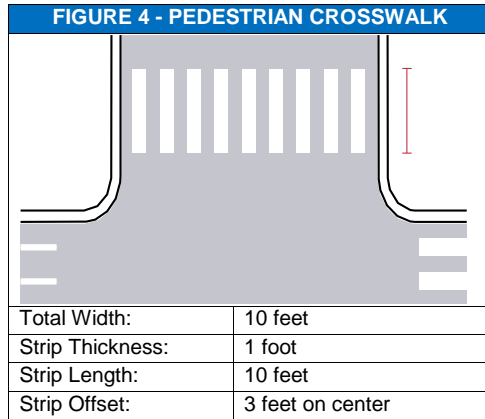 FIGURE 4 - PEDESTRIAN CROSSWALK
Total Width: 10 feet
Strip Thickness: 1 foot
Strip Length: 10 feet
Strip Offset: 3 feet on center